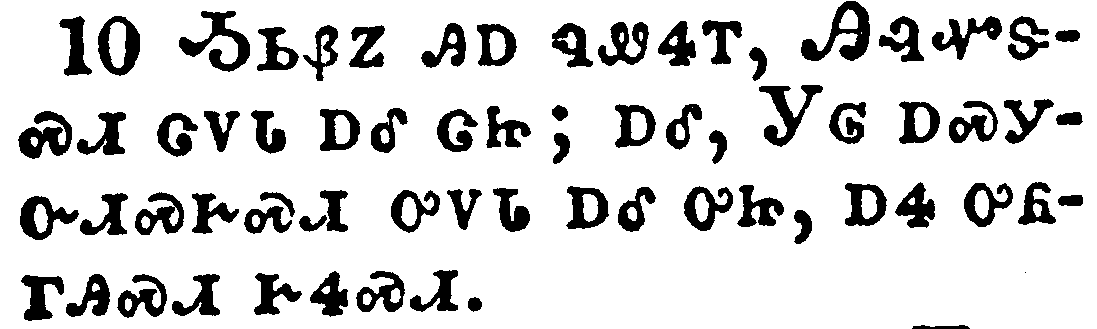 10 ᎼᏏᏰᏃ ᎯᎠ ᏄᏪᏎᎢ, ᎯᎸᏉᏕ-
ᏍᏗ ᏣᏙᏓ ᎠᎴ ᏣᏥ; ᎠᎴ, ᎩᎶ ᎠᏍᎩ-
ᏅᏗᏍᎨᏍᏗ ᎤᏙᏓ ᎠᎴ ᎤᏥ, ᎠᏎ ᎤᏲ-
ᎱᎯᏍᏗ ᎨᏎᏍᏗ.